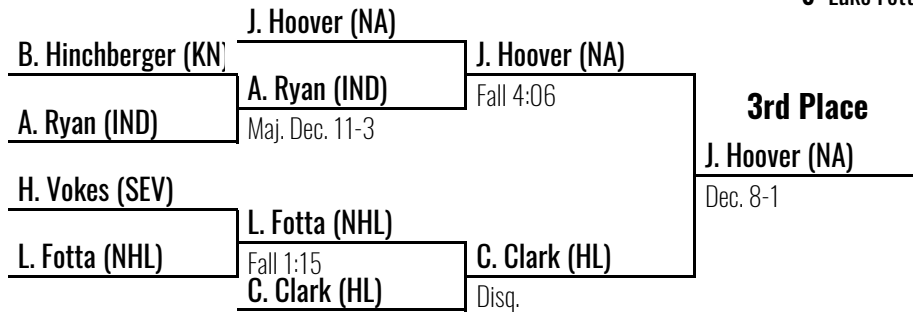 J. Hoover (NA)
B. Hinchberger (KN)
J. Hoover (NA)
A. Ryan (IND)
Fall 4:06
3rd Place
A. Ryan (IND)
Maj. Dec. 11-3
J. Hoover (NA)
H. Vokes (SEV)
Dec. 8-1
L. Fotta (NHL)
L. Fotta (NHL)
Fall 1:15
C. Clark (HL)
C. Clark (HL)
Disq.